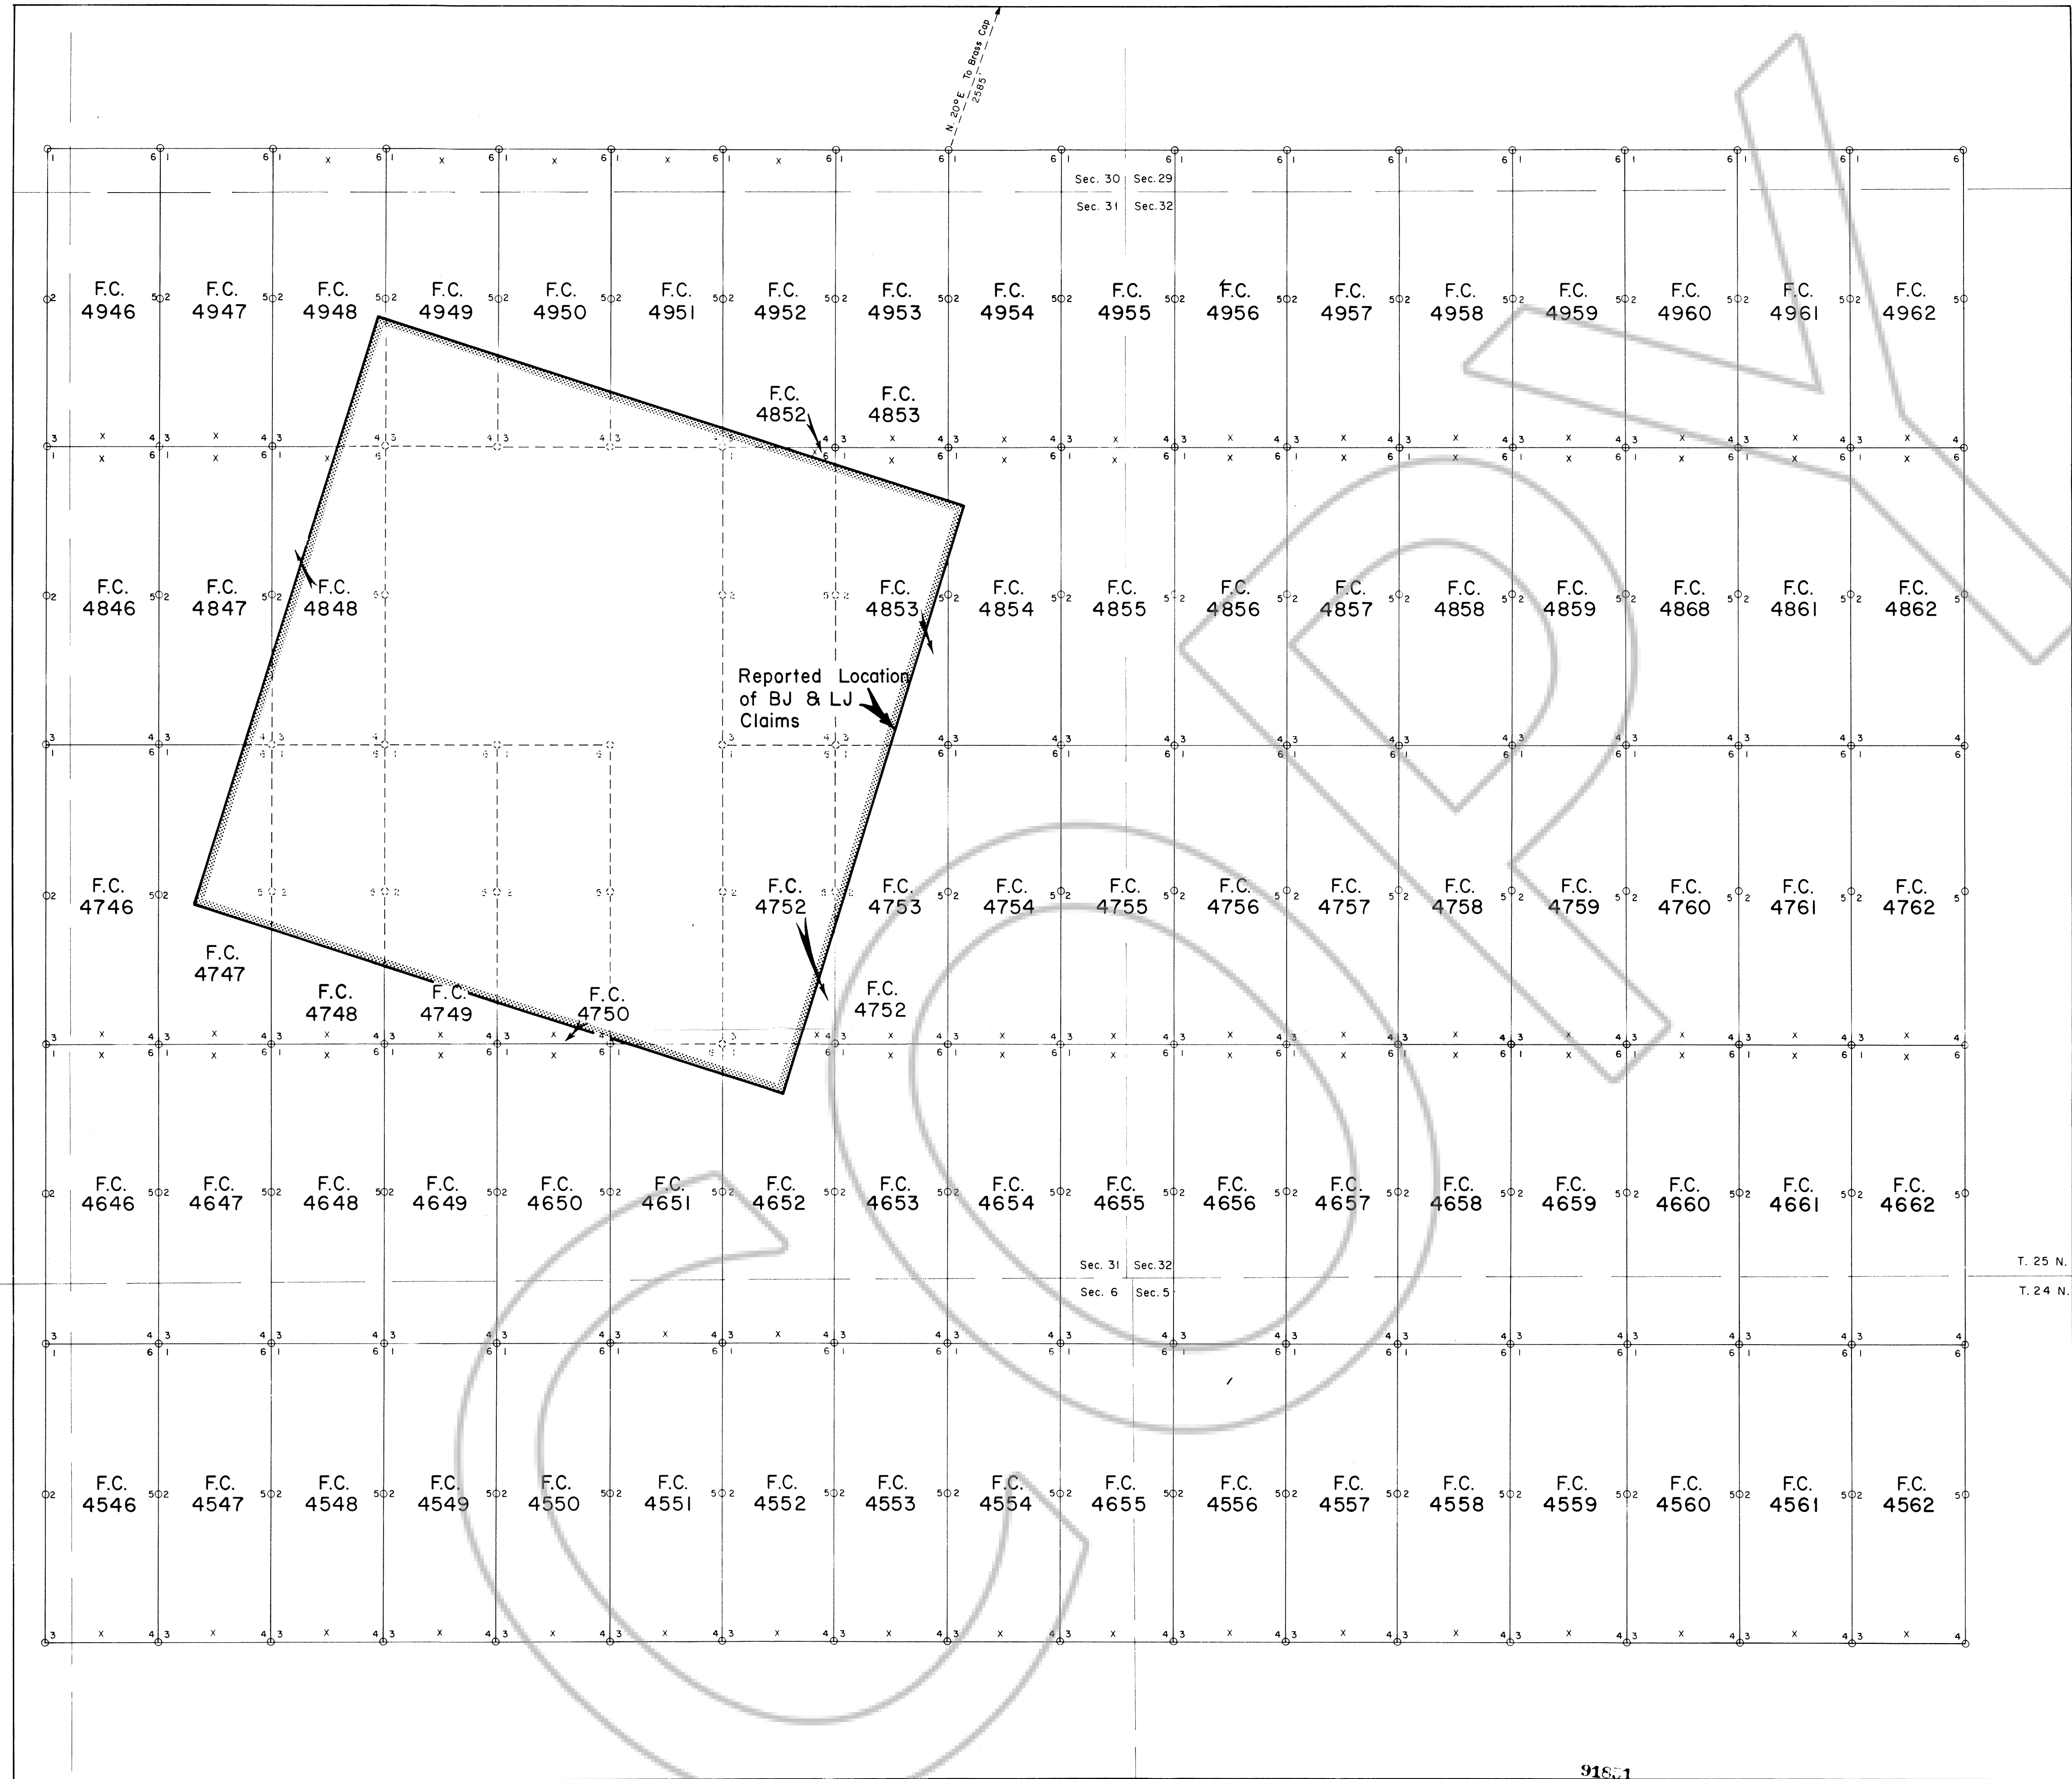 N. 20° E To Brass Cap
2585'
Sec. 30 Sec. 29
Sec. 31 Sec. 32
F.C. F.C. F.C. F.C. F.C. F.C. F.C. F.C. F.C. F.C. F.C. F.C. F.C. F.C. F.C. F.C. F.C.
4946 4947 4948 4949 4950 4951 4952 4953 4954 4955 4956 4957 4958 4959 4960 4961 4962
F.C. F.C.
4852 4853
F.C. F.C. F.C. F.C. F.C. F.C. F.C. F.C. F.C. F.C. F.C. F.C. F.C.
4846 4847 4848 4853 4854 4855 4856 4857 4858 4859 4868 4861 4862
Reported Location
of BJ & LJ
Claims
F.C. F.C. F.C. F.C. F.C. F.C. F.C. F.C. F.C. F.C. F.C. F.C.
4746 4752 4753 4754 4755 4756 4757 4758 4759 4760 4761 4762
F.C.
4747
F.C. F.C. F.C. F.C.
4748 4749 4750 4752
F.C. F.C. F.C. F.C. F.C. F.C. F.C. F.C. F.C. F.C. F.C. F.C. F.C. F.C. F.C. F.C. F.C.
4646 4647 4648 4649 4650 4651 4652 4653 4654 4655 4656 4657 4658 4659 4660 4661 4662
Sec. 31 Sec. 32 T. 25 N.
Sec. 6 Sec. 5 T. 24 N.
F.C. F.C. F.C. F.C. F.C. F.C. F.C. F.C. F.C. F.C. F.C. F.C. F.C. F.C. F.C. F.C. F.C.
4546 4547 4548 4549 4550 4551 4552 4553 4554 4655 4556 4557 4558 4559 4560 4561 4562
COPY